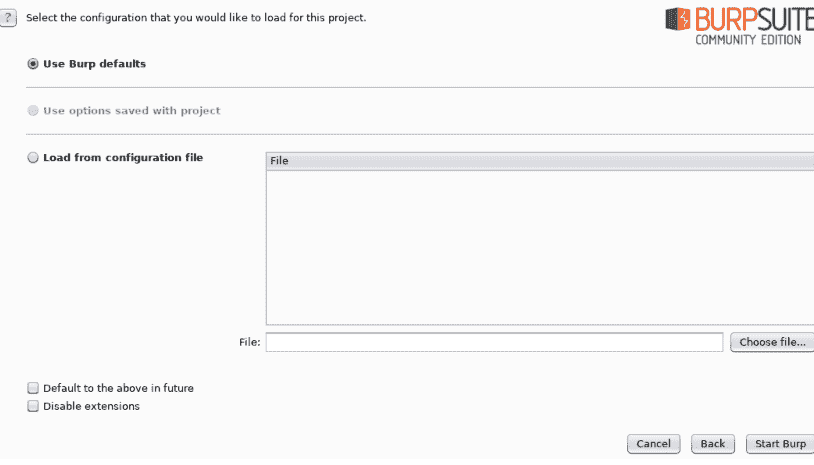 ?
Select the configuration that you would like to load for this project.
BURPSUITE
COMMUNITY EDITION
Use Burp defaults
Use options saved with project
Load from configuration file
File
File:
Choose file...
Default to the above in future
Disable extensions
Cancel
Back
Start Burp